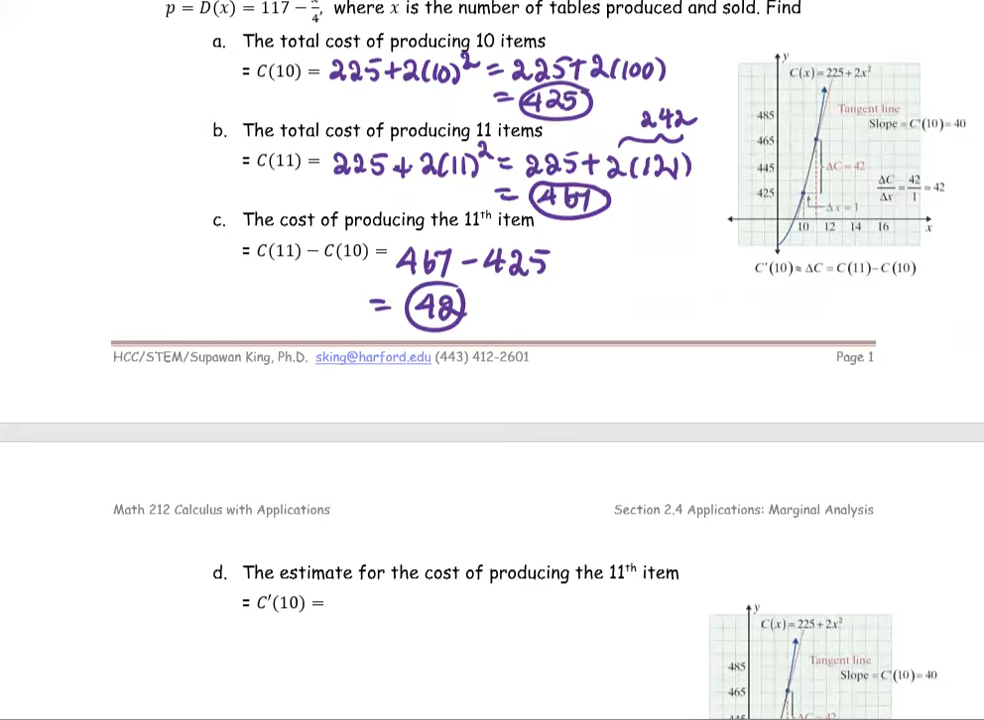 p = D(x) = 117 − x/4, where x is the number of tables produced and sold. Find
a. The total cost of producing 10 items
= C(10) = 225+2(10)² = 225+2(100)
= 425
b. The total cost of producing 11 items
242
= C(11) = 225+2(11)² = 225+2(121)
= 467
c. The cost of producing the 11ᵗʰ item
= C(11) − C(10) = 467 − 425
= 42
y
C(x) = 225 + 2x²
Tangent line
Slope = C'(10) = 40
485
465
445
425
ΔC = 42
ΔC/Δx = 42/1 = 42
Δx = 1
10 12 14 16 x
C'(10) ≈ ΔC = C(11) − C(10)
HCC/STEM/Supawan King, Ph.D. sking@harford.edu (443) 412-2601 Page 1
Math 212 Calculus with Applications Section 2.4 Applications: Marginal Analysis
d. The estimate for the cost of producing the 11ᵗʰ item
= C′(10) =
y
C(x) = 225 + 2x²
Tangent line
Slope = C'(10) = 40
485
465
445
ΔC = 42